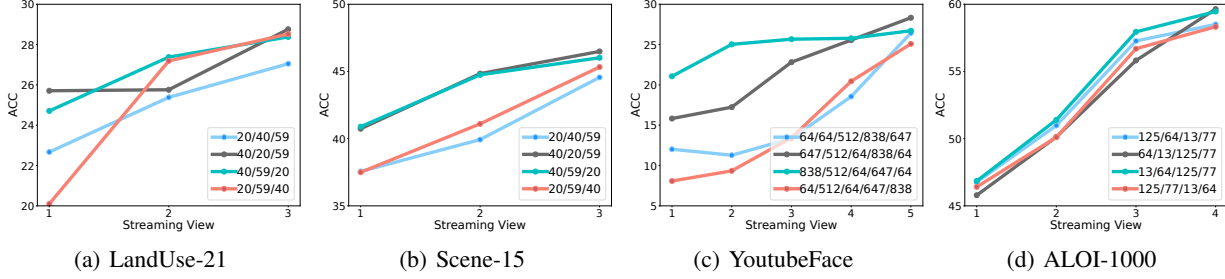 30
28
26
24
22
20
ACC
20/40/59
40/20/59
40/59/20
20/59/40
1 2 3
Streaming View
(a) LandUse-21
50
45
40
35
ACC
20/40/59
40/20/59
40/59/20
20/59/40
1 2 3
Streaming View
(b) Scene-15
30
25
20
15
10
5
ACC
64/64/512/838/647
647/512/64/838/64
838/512/64/647/64
64/512/64/647/838
1 2 3 4 5
Streaming View
(c) YoutubeFace
60
55
50
45
ACC
125/64/13/77
64/13/125/77
13/64/125/77
125/77/13/64
1 2 3 4
Streaming View
(d) ALOI-1000